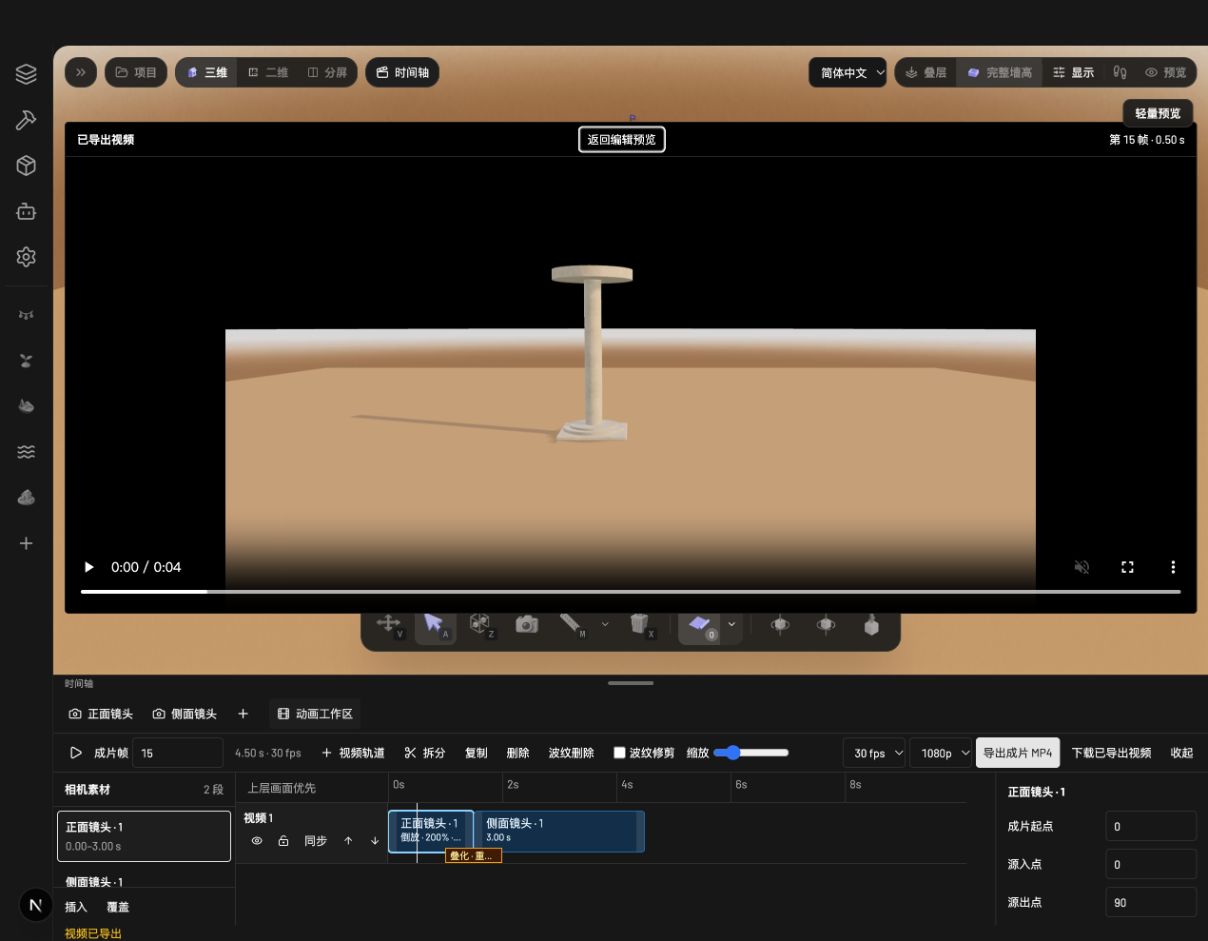 项目
三维
二维
分屏
时间轴
简体中文
叠层
完整墙高
显示
预览
轻量预览
已导出视频
返回编辑预览
第 15 帧 · 0.50 s
0:00 / 0:04
V
A
Z
M
X
0
时间轴
正面镜头
侧面镜头
+
动画工作区
成片帧
15
4.50 s · 30 fps
+ 视频轨道
拆分
复制
删除
波纹删除
波纹修剪
缩放
30 fps
1080p
导出成片 MP4
下载已导出视频
收起
相机素材
2 段
上层画面优先
0s
2s
4s
6s
8s
正面镜头 · 1
正面镜头 · 1
0.00–3.00 s
视频 1
同步
正面镜头 · 1
倒放 · 200% · ...
侧面镜头 · 1
3.00 s
叠化 · 重...
成片起点
0
源入点
0
源出点
90
侧面镜头 · 1
插入
覆盖
N
视频已导出